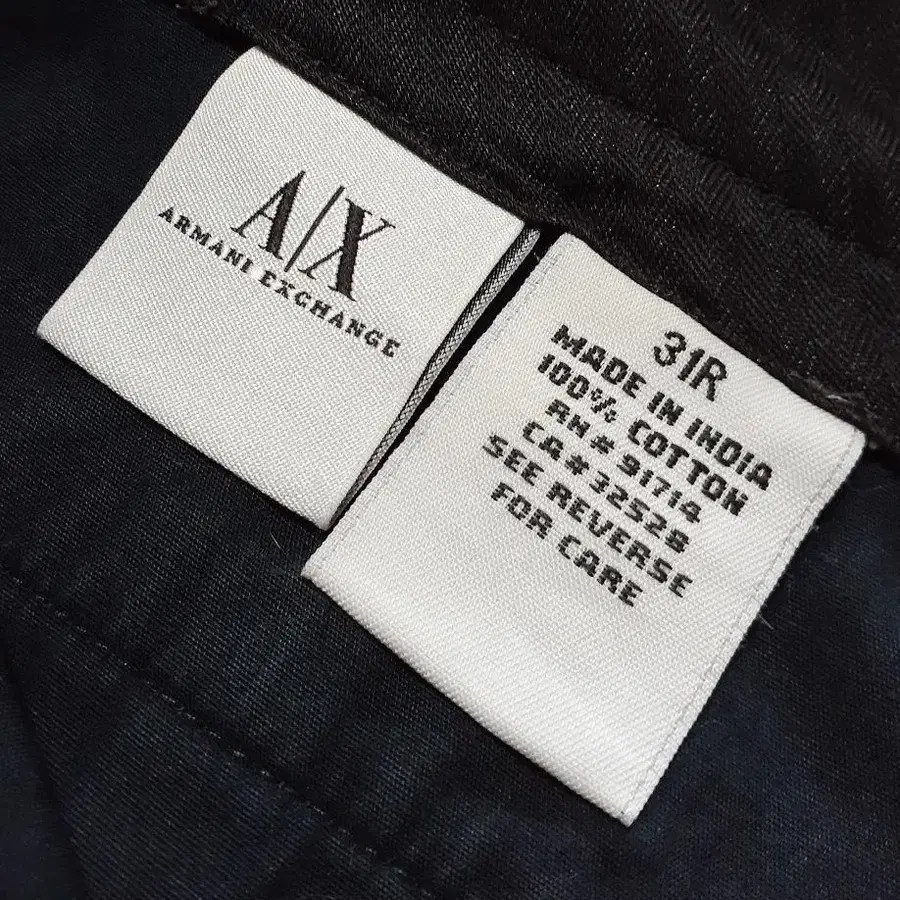 A|X
ARMANI EXCHANGE
31R
MADE IN INDIA
100% COTTON
RN# 91714
CA#32528
SEE REVERSE
FOR CARE